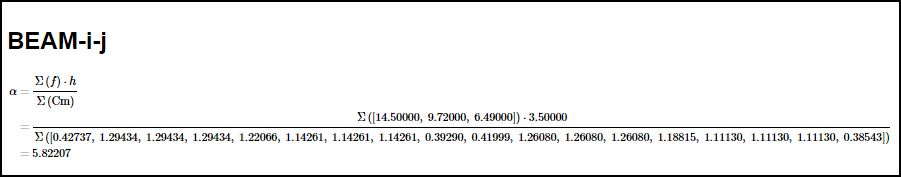 BEAM-i-j
α = Σ (f) · h / Σ (Cm)
= Σ ([14.50000, 9.72000, 6.49000]) · 3.50000 / Σ ([0.42737, 1.29434, 1.29434, 1.29434, 1.22066, 1.14261, 1.14261, 1.14261, 0.39290, 0.41999, 1.26080, 1.26080, 1.26080, 1.18815, 1.11130, 1.11130, 1.11130, 0.38543])
= 5.82207